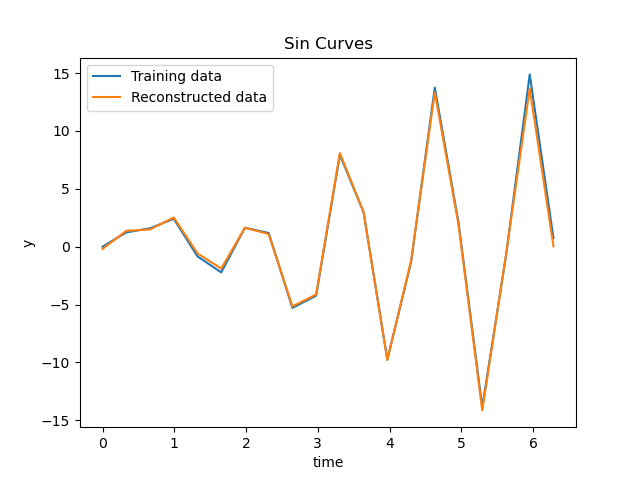 Sin Curves
Training data
Reconstructed data
15
10
5
0
−5
−10
−15
y
0 1 2 3 4 5 6
time